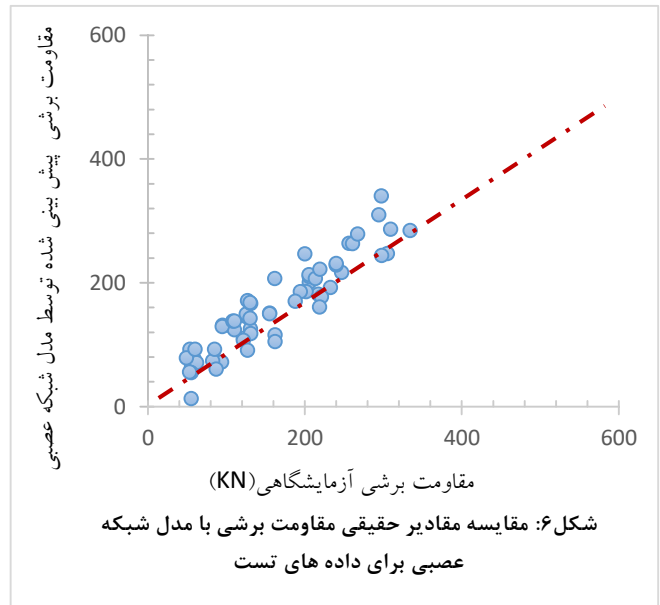 مقاومت برشی پیش بینی شده توسط مدل شبکه عصبی
600
400
200
0
0 200 400 600
مقاومت برشی آزمایشگاهی(KN)
شکل۶: مقایسه مقادیر حقیقی مقاومت برشی با مدل شبکه
عصبی برای داده های تست